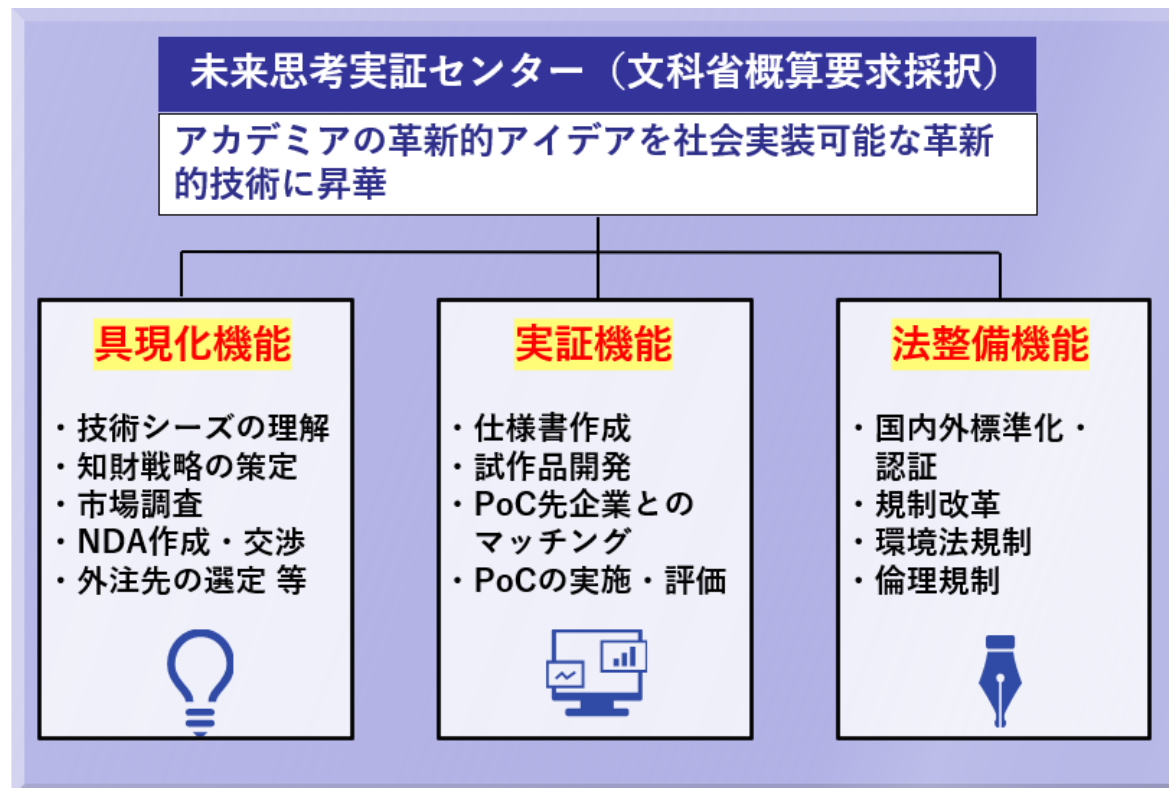 未来思考実証センター（文科省概算要求採択）
アカデミアの革新的アイデアを社会実装可能な革新
的技術に昇華
具現化機能
・技術シーズの理解
・知財戦略の策定
・市場調査
・NDA作成・交渉
・外注先の選定 等
実証機能
・仕様書作成
・試作品開発
・PoC先企業との
マッチング
・PoCの実施・評価
法整備機能
・国内外標準化・
認証
・規制改革
・環境法規制
・倫理規制